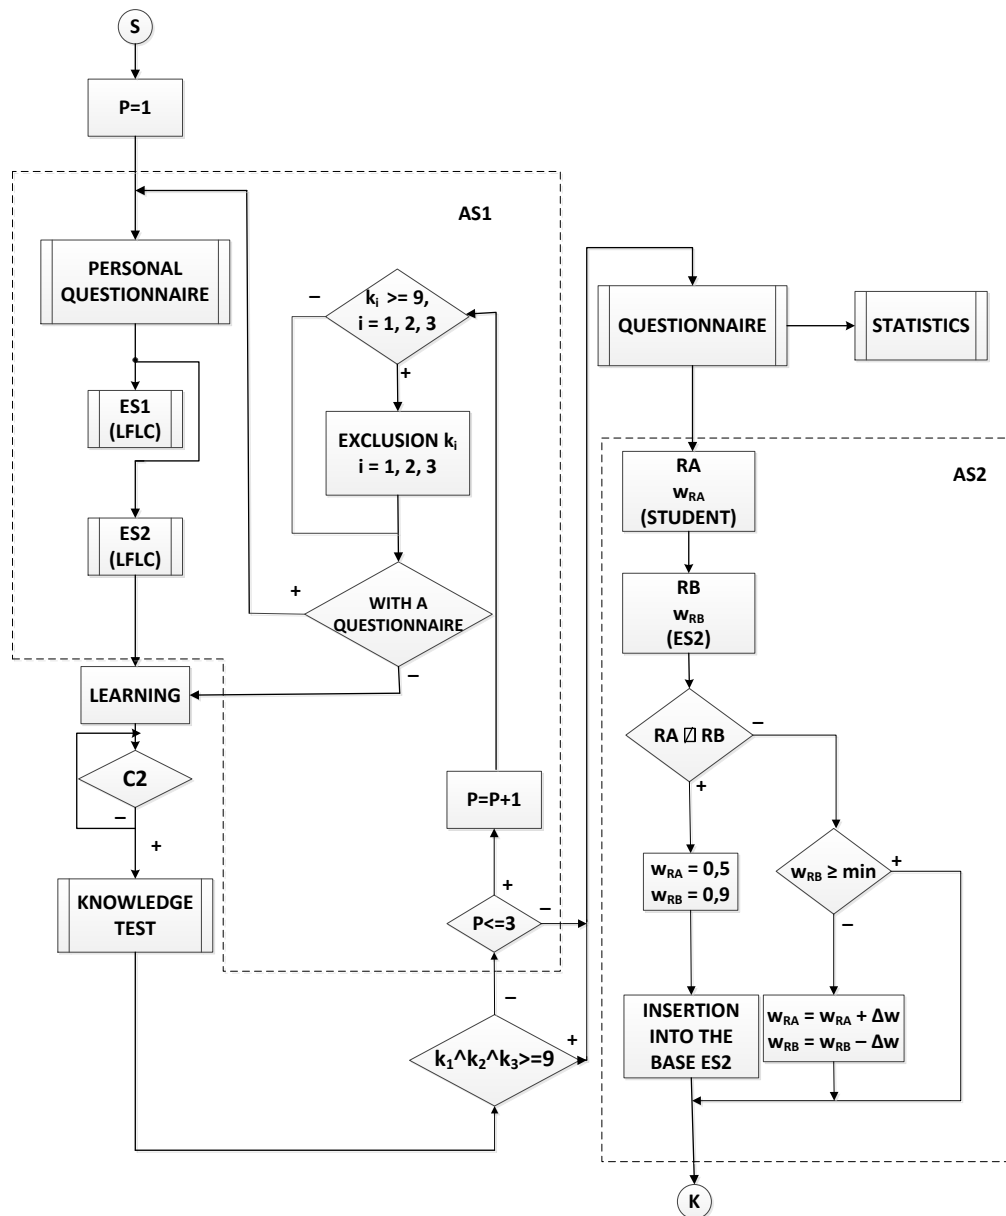 S
P=1
AS1
PERSONAL
QUESTIONNAIRE
ES1
(LFLC)
ES2
(LFLC)
–
kᵢ >= 9,
i = 1, 2, 3
+
EXCLUSION kᵢ
i = 1, 2, 3
+
WITH A
QUESTIONNAIRE
–
LEARNING
C2
–
+
KNOWLEDGE
TEST
P=P+1
+
P<=3
–
–
k₁^k₂^k₃>=9
+
QUESTIONNAIRE
STATISTICS
AS2
RA
w_RA
(STUDENT)
RB
w_RB
(ES2)
RA RB
–
+
w_RA = 0,5
w_RB = 0,9
w_RB ≥ min
+
–
INSERTION
INTO THE
BASE ES2
w_RA = w_RA + Δw
w_RB = w_RB – Δw
K